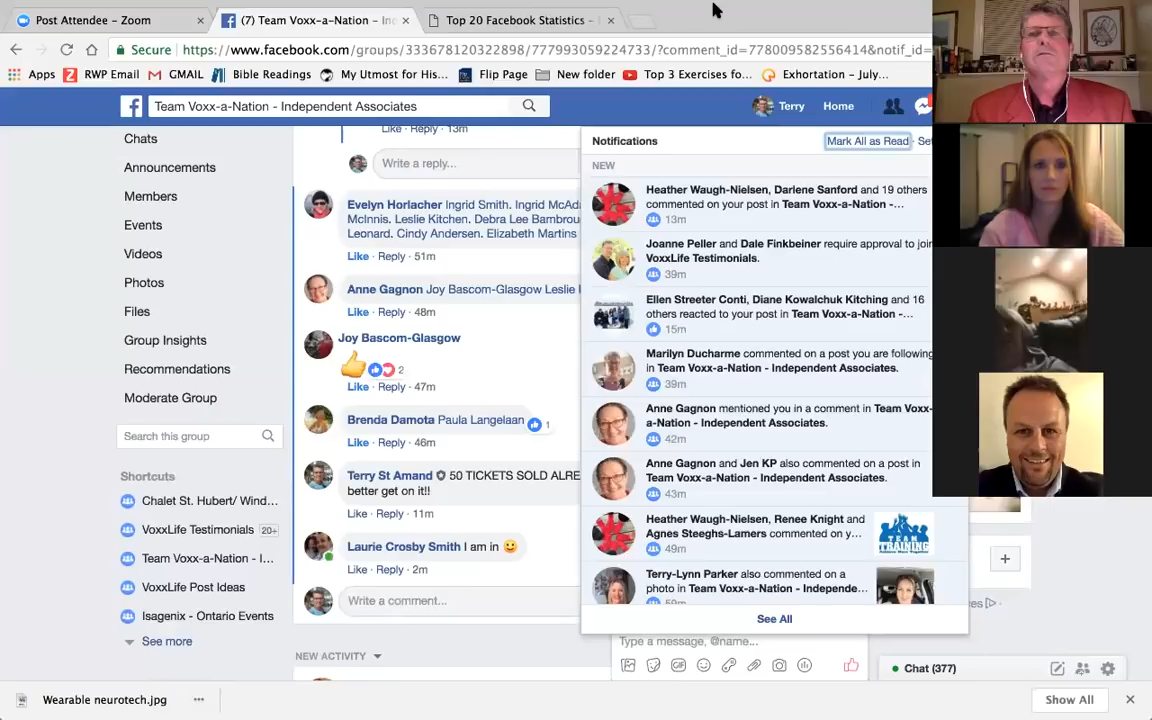 Post Attendee - Zoom
(7) Team Voxx-a-Nation - In
Top 20 Facebook Statistics -
Secure
https://www.facebook.com/groups/333678120322898/777993059224733/?comment_id=778009582556414&notif_id=
Apps
RWP Email
GMAIL
Bible Readings
My Utmost for His...
Flip Page
New folder
Top 3 Exercises fo...
Exhortation - July...
Team Voxx-a-Nation - Independent Associates
Terry
Home
Chats
Announcements
Members
Events
Videos
Photos
Files
Group Insights
Recommendations
Moderate Group
Search this group
Shortcuts
Chalet St. Hubert/ Wind...
VoxxLife Testimonials 20+
Team Voxx-a-Nation - I...
VoxxLife Post Ideas
Isagenix - Ontario Events
See more
Like · Reply · 13m
Write a reply...
Evelyn Horlacher Ingrid Smith. Ingrid McAda
McInnis. Leslie Kitchen. Debra Lee Bambrou
Leonard. Cindy Andersen. Elizabeth Martins
Like · Reply · 51m
Anne Gagnon Joy Bascom-Glasgow Leslie
Like · Reply · 48m
Joy Bascom-Glasgow
2
Like · Reply · 47m
Brenda Damota Paula Langelaan
1
Like · Reply · 46m
Terry St Amand 50 TICKETS SOLD ALRE
better get on it!!
Like · Reply · 11m
Laurie Crosby Smith I am in
Like · Reply · 2m
Write a comment...
NEW ACTIVITY
Notifications
Mark All as Read · Se
NEW
Heather Waugh-Nielsen, Darlene Sanford and 19 others
commented on your post in Team Voxx-a-Nation -...
13m
Joanne Peller and Dale Finkbeiner require approval to join
VoxxLife Testimonials.
39m
Ellen Streeter Conti, Diane Kowalchuk Kitching and 16
others reacted to your post in Team Voxx-a-Nation -...
15m
Marilyn Ducharme commented on a post you are following
in Team Voxx-a-Nation - Independent Associates.
39m
Anne Gagnon mentioned you in a comment in Team Voxx-
a-Nation - Independent Associates.
42m
Anne Gagnon and Jen KP also commented on a post in
Team Voxx-a-Nation - Independent Associates.
43m
Heather Waugh-Nielsen, Renee Knight and
Agnes Steeghs-Lamers commented on y...
49m
TEAM
TRAINING
Terry-Lynn Parker also commented on a
photo in Team Voxx-a-Nation - Independe...
59m
See All
Type a message, @name...
GIF
Chat (377)
Wearable neurotech.jpg
Show All